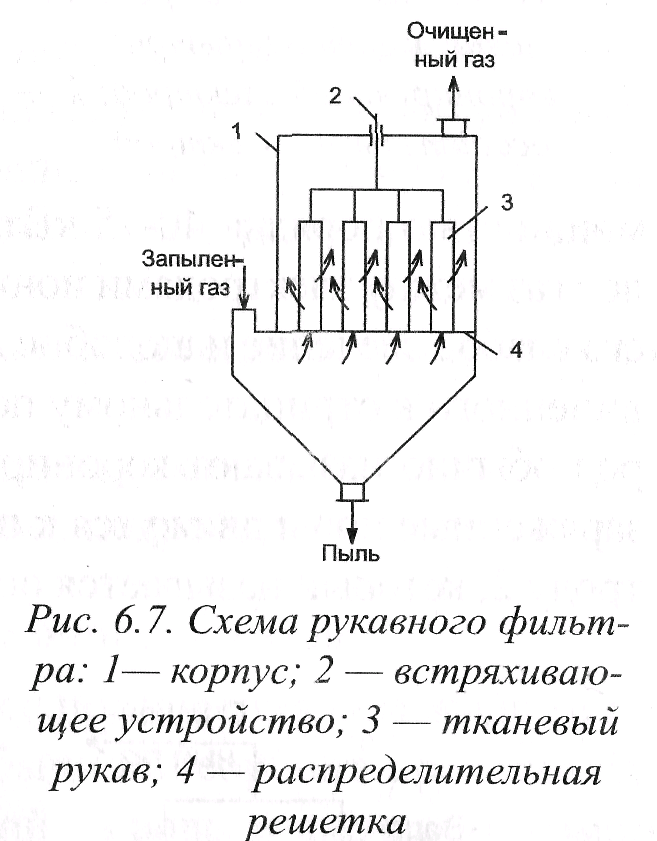 Очищен-
ный газ
2
1
3
Запылен-
ный газ
4
Пыль
Рис. 6.7. Схема рукавного фильт-
ра: 1— корпус; 2 — встряхиваю-
щее устройство; 3 — тканевый
рукав; 4 — распределительная
решетка